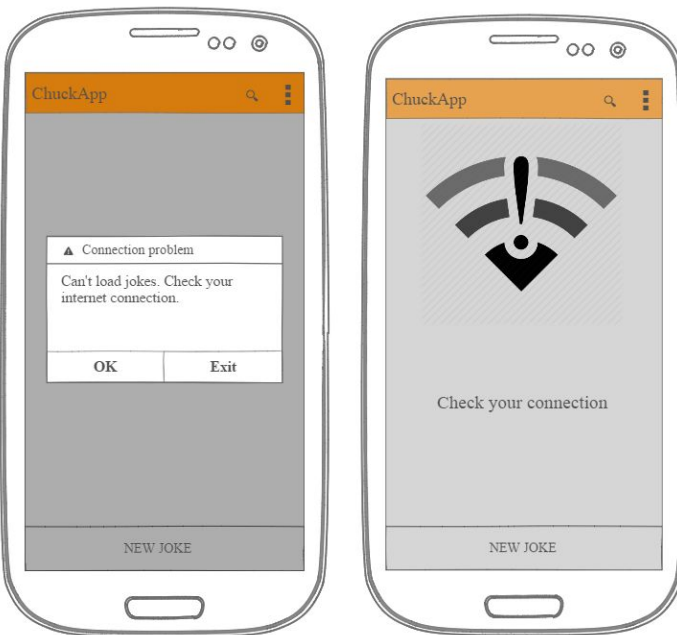 ChuckApp
Connection problem
Can't load jokes. Check your
internet connection.
OK
Exit
NEW JOKE
ChuckApp
Check your connection
NEW JOKE